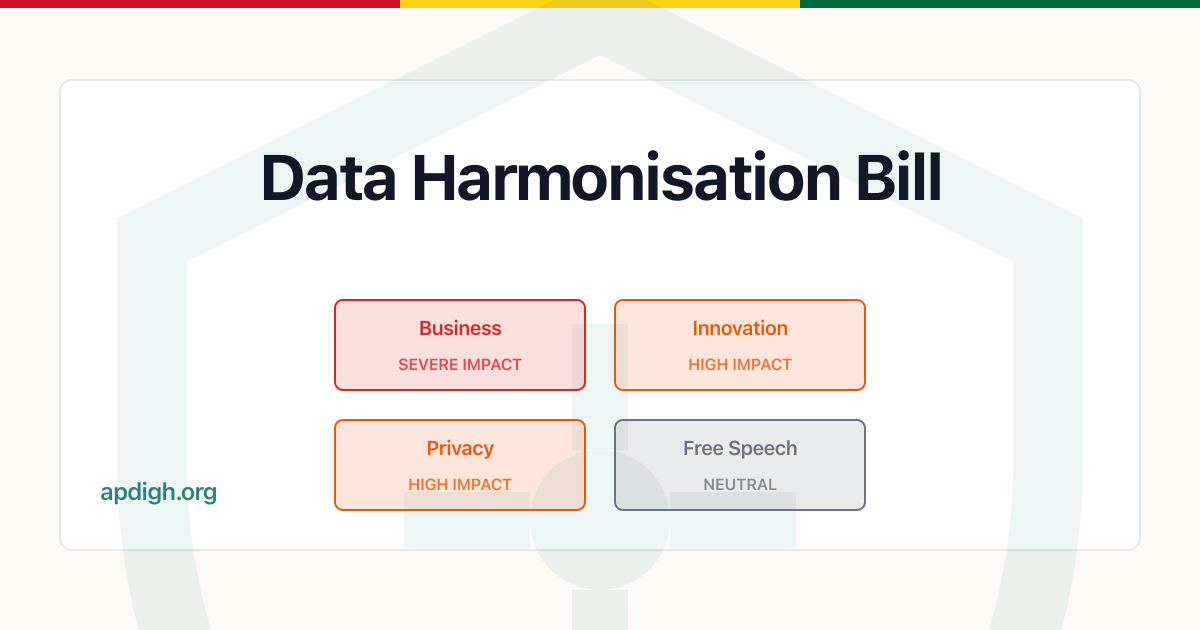 Data Harmonisation Bill
Business
SEVERE IMPACT
Innovation
HIGH IMPACT
Privacy
HIGH IMPACT
Free Speech
NEUTRAL
apdigh.org